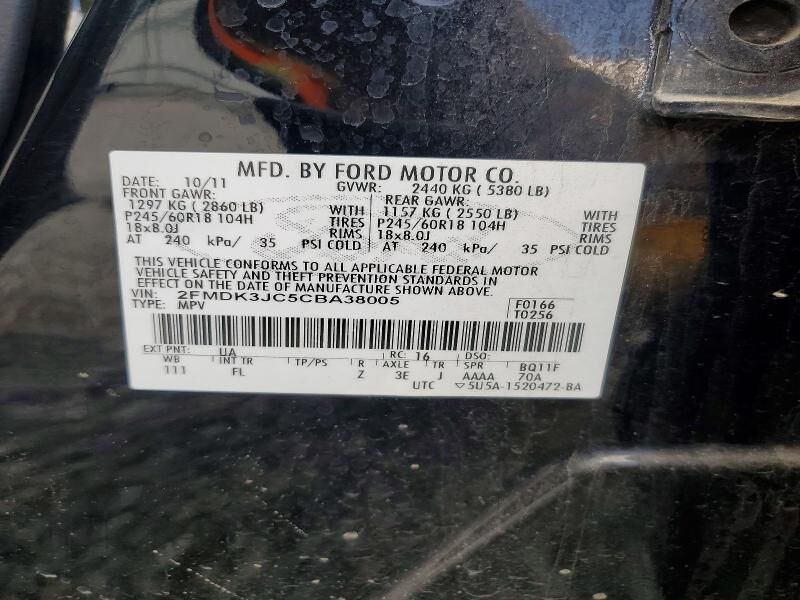 MFD. BY FORD MOTOR CO.
DATE: 10/11 GVWR: 2440 KG ( 5380 LB)
FRONT GAWR: REAR GAWR:
1297 KG ( 2860 LB) WITH 1157 KG ( 2550 LB) WITH
P245/60R18 104H TIRES P245/60R18 104H TIRES
18x8.0J RIMS 18x8.0J RIMS
AT 240 kPa/ 35 PSI COLD AT 240 kPa/ 35 PSI COLD
THIS VEHICLE CONFORMS TO ALL APPLICABLE FEDERAL MOTOR
VEHICLE SAFETY AND THEFT PREVENTION STANDARDS IN
EFFECT ON THE DATE OF MANUFACTURE SHOWN ABOVE.
VIN: 2FMDK3JC5CBA38005 F0166
TYPE: MPV T0256
EXT PNT: UA RC: 16 DSO:
WB INT TR TP/PS R AXLE TR SPR BQ11F
111 FL Z 3E J AAAA 70A
UTC ▽5U5A-1520472-BA